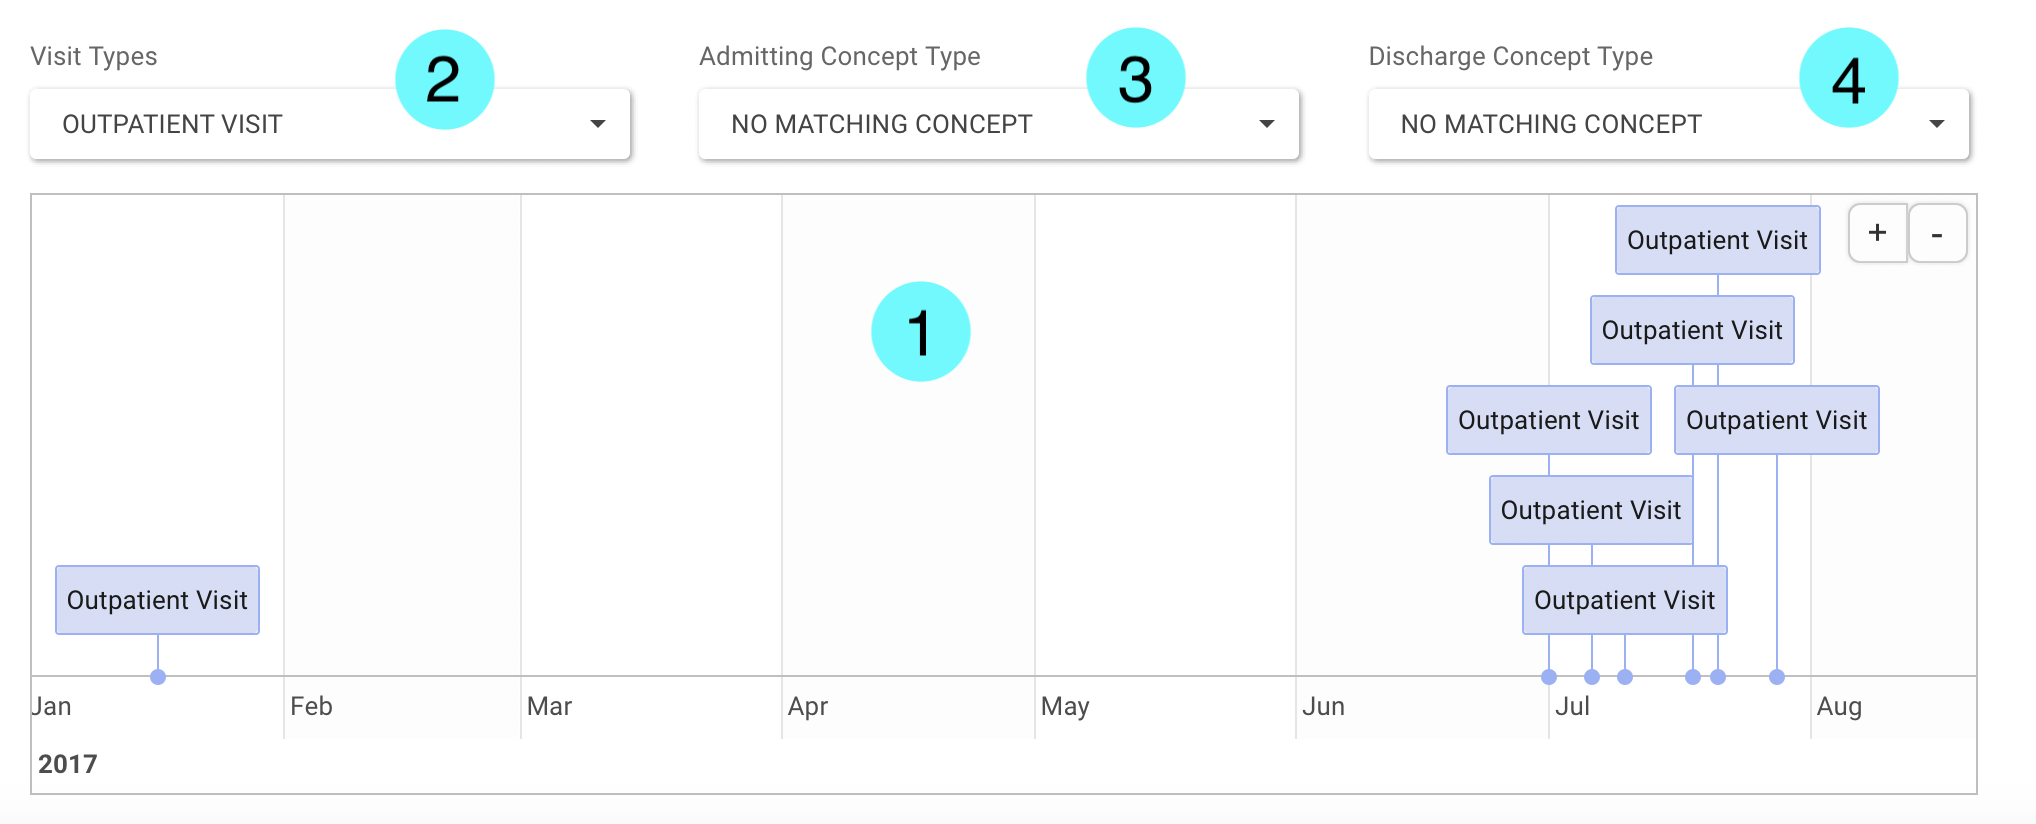 Visit Types
2
Admitting Concept Type
3
Discharge Concept Type
4
OUTPATIENT VISIT
NO MATCHING CONCEPT
NO MATCHING CONCEPT
Outpatient Visit
+
-
1
Outpatient Visit
Outpatient Visit
Outpatient Visit
Outpatient Visit
Outpatient Visit
Outpatient Visit
Jan
Feb
Mar
Apr
May
Jun
Jul
Aug
2017